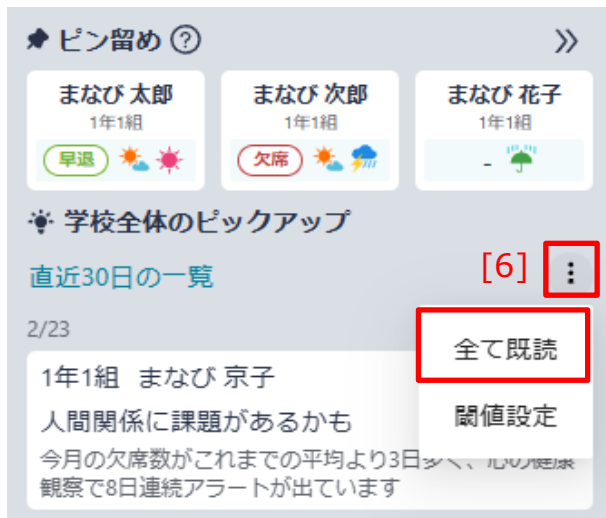 ピン留め ?
まなび 太郎
1年1組
早退
まなび 次郎
1年1組
欠席
まなび 花子
1年1組
-
学校全体のピックアップ
直近30日の一覧
[6]
全て既読
閾値設定
2/23
1年1組 まなび 京子
人間関係に課題があるかも
今月の欠席数がこれまでの平均より3日多く、心の健康
観察で8日連続アラートが出ています